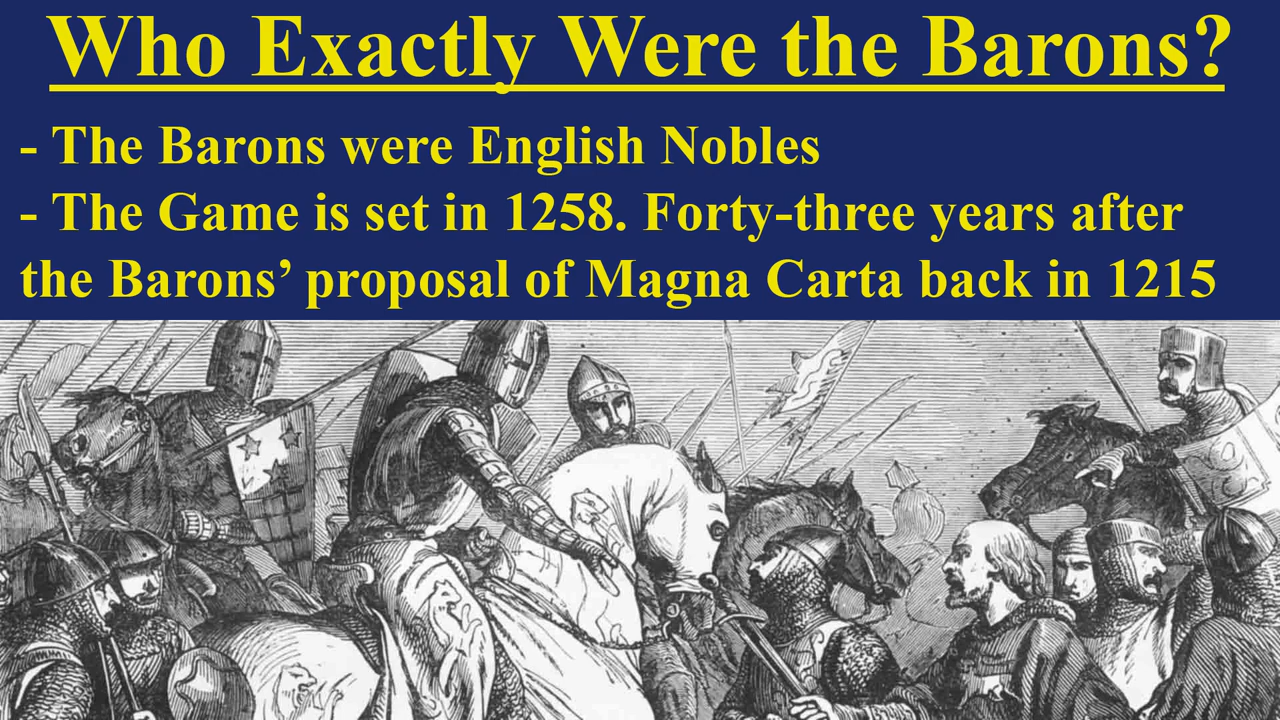 Who Exactly Were the Barons?
- The Barons were English Nobles
- The Game is set in 1258. Forty-three years after
the Barons’ proposal of Magna Carta back in 1215